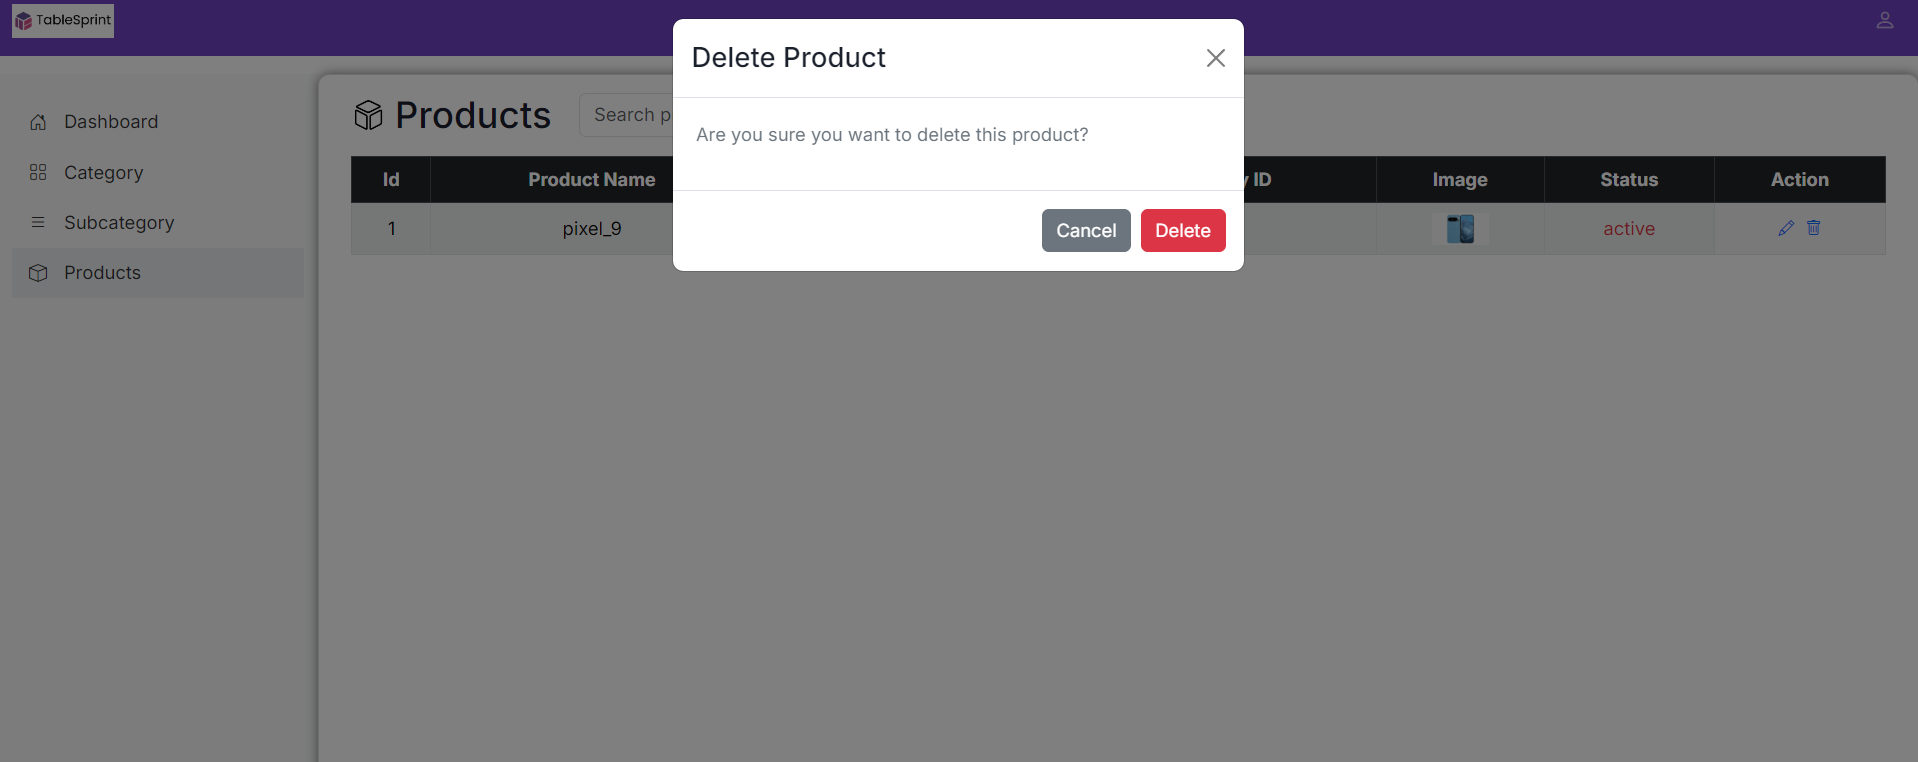 TableSprint
Delete Product
Dashboard
Category
Subcategory
Products
Products
Search
Are you sure you want to delete this product?
Id Product Name ID Image Status Action
1 pixel_9 active
Cancel Delete